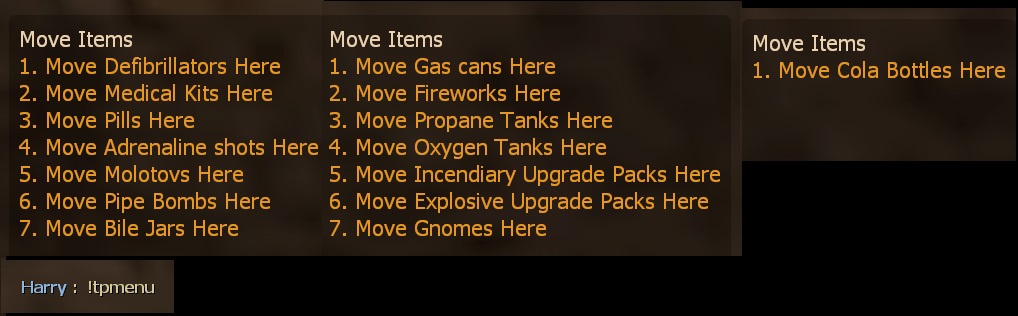 Move Items
1. Move Defibrillators Here
2. Move Medical Kits Here
3. Move Pills Here
4. Move Adrenaline shots Here
5. Move Molotovs Here
6. Move Pipe Bombs Here
7. Move Bile Jars Here
Move Items
1. Move Gas cans Here
2. Move Fireworks Here
3. Move Propane Tanks Here
4. Move Oxygen Tanks Here
5. Move Incendiary Upgrade Packs Here
6. Move Explosive Upgrade Packs Here
7. Move Gnomes Here
Move Items
1. Move Cola Bottles Here
Harry : !tpmenu